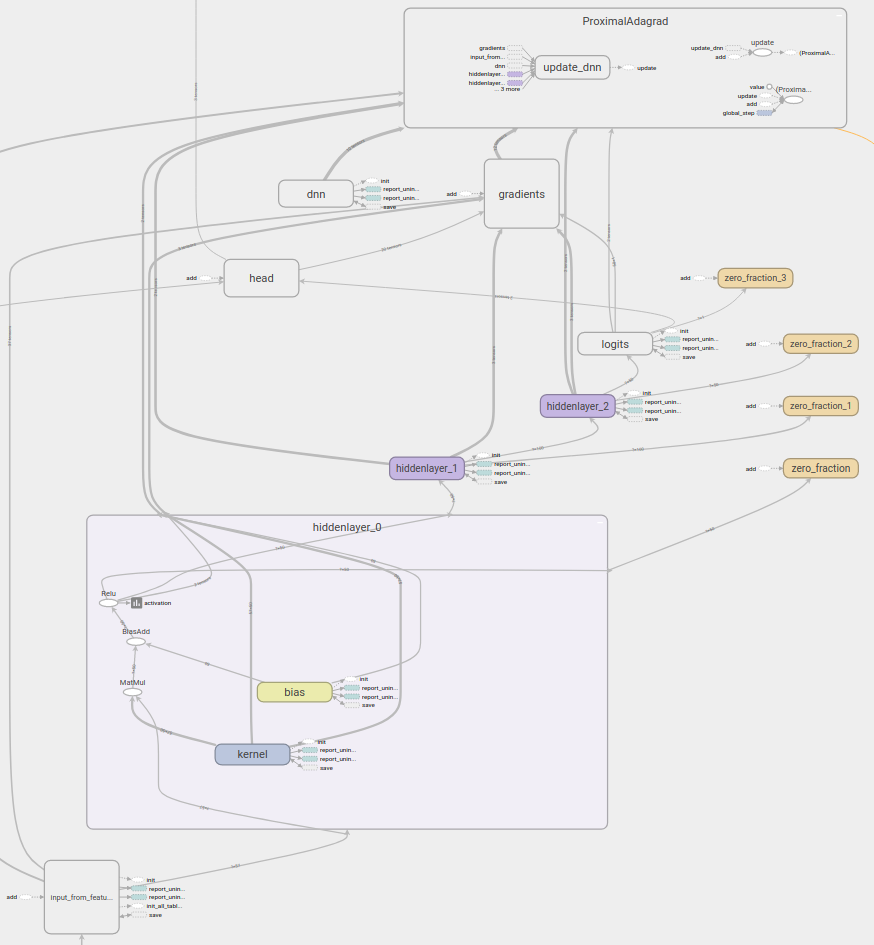 ProximalAdagrad
gradients
input_from...
dnn
hiddenlayer...
hiddenlayer...
... 3 more
update_dnn
update
update_dnn
add
update
(ProximalA...
value
update
add
global_step
(Proxima...
dnn
init
report_unin...
report_unin...
save
add
gradients
add
head
add
zero_fraction_3
logits
init
report_unin...
report_unin...
save
add
zero_fraction_2
hiddenlayer_2
init
report_unin...
report_unin...
save
add
zero_fraction_1
hiddenlayer_1
init
report_unin...
report_unin...
save
add
zero_fraction
hiddenlayer_0
Relu
activation
BiasAdd
MatMul
bias
init
report_unin...
report_unin...
save
kernel
init
report_unin...
report_unin...
save
add
input_from_featu...
init
report_unin...
report_unin...
init_all_tabl...
save